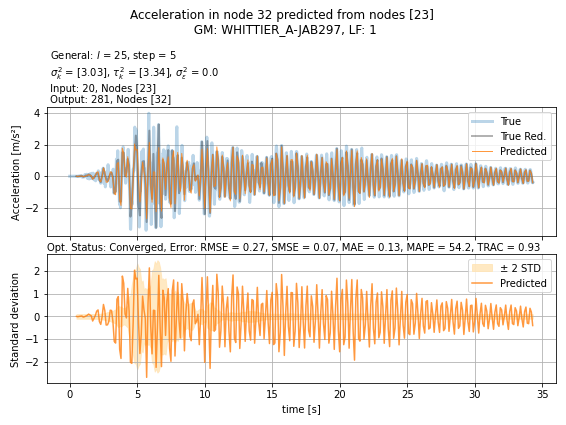 Acceleration in node 32 predicted from nodes [23]
GM: WHITTIER_A-JAB297, LF: 1
General: l = 25, step = 5
σ²ₖ = [3.03], τ²ₖ = [3.34], σ²ε = 0.0
Input: 20, Nodes [23]
Output: 281, Nodes [32]
Acceleration [m/s²]
4
2
0
−2
True
True Red.
Predicted
Opt. Status: Converged, Error: RMSE = 0.27, SMSE = 0.07, MAE = 0.13, MAPE = 54.2, TRAC = 0.93
Standard deviation
2
1
0
−1
−2
± 2 STD
Predicted
0 5 10 15 20 25 30 35
time [s]